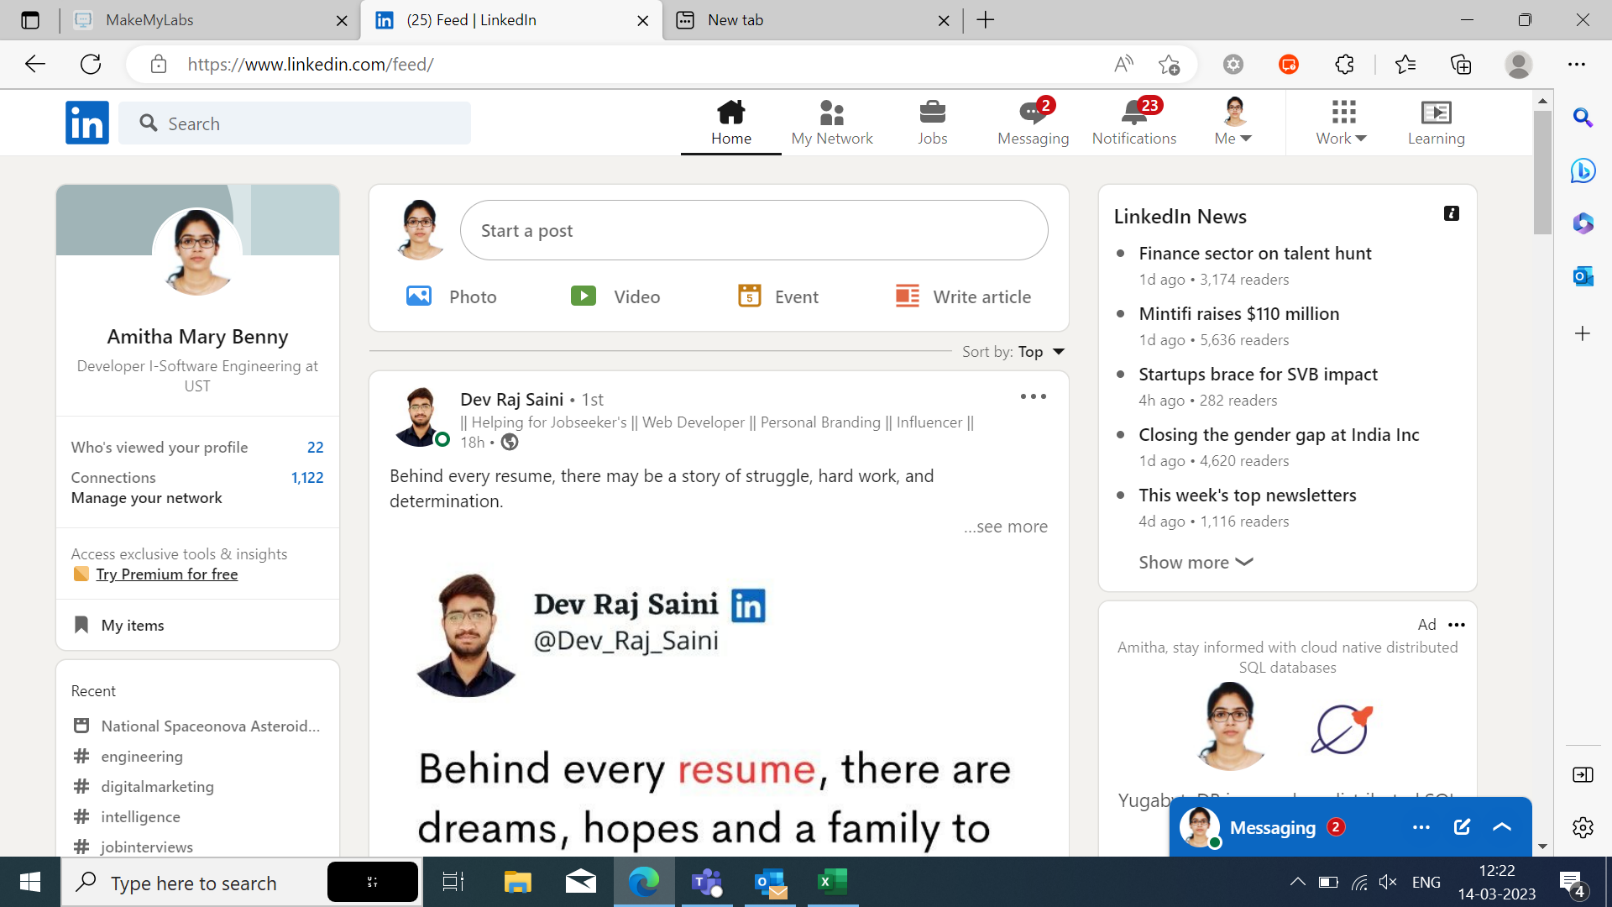 MakeMyLabs
(25) Feed | LinkedIn
New tab
https://www.linkedin.com/feed/
in
Search
Home
My Network
Jobs
2
Messaging
23
Notifications
Me
Work
Learning
Amitha Mary Benny
Developer I-Software Engineering at
UST
Who's viewed your profile 22
Connections 1,122
Manage your network
Access exclusive tools & insights
Try Premium for free
My items
Recent
National Spaceonova Asteroid...
# engineering
# digitalmarketing
# intelligence
# jobinterviews
Start a post
Photo
Video
5
Event
Write article
Sort by: Top
Dev Raj Saini • 1st
|| Helping for Jobseeker's || Web Developer || Personal Branding || Influencer ||
18h •
Behind every resume, there may be a story of struggle, hard work, and
determination.
...see more
Dev Raj Saini in
@Dev_Raj_Saini
Behind every resume, there are
dreams, hopes and a family to
LinkedIn News
• Finance sector on talent hunt
1d ago • 3,174 readers
• Mintifi raises $110 million
1d ago • 5,636 readers
• Startups brace for SVB impact
4h ago • 282 readers
• Closing the gender gap at India Inc
1d ago • 4,620 readers
• This week's top newsletters
4d ago • 1,116 readers
Show more
Ad
Amitha, stay informed with cloud native distributed
SQL databases
Messaging 2
Type here to search
ENG
12:22
14-03-2023
4